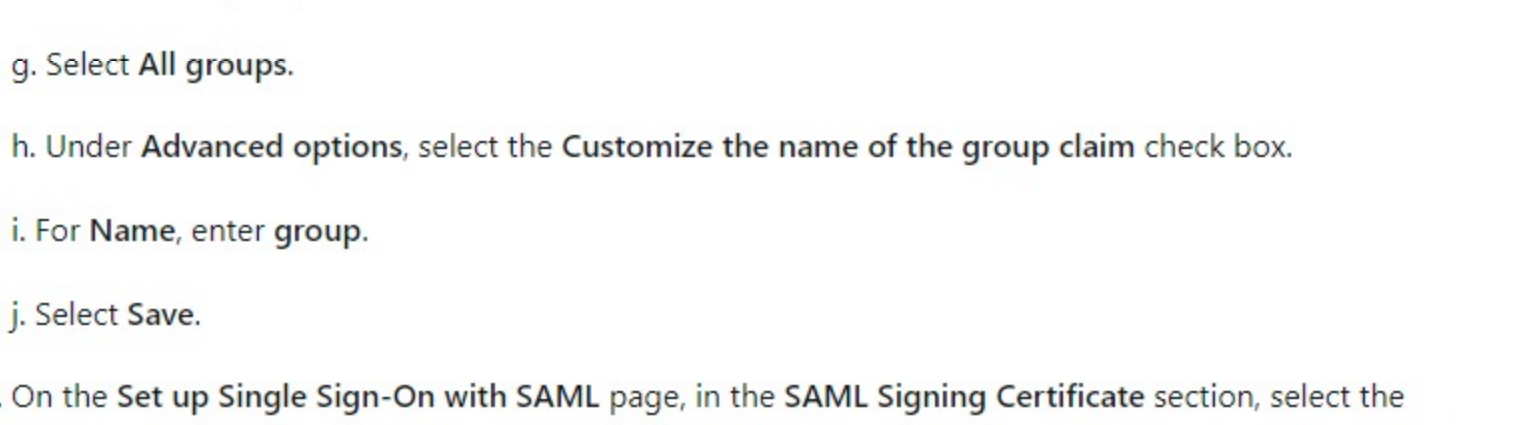 g. Select All groups.
h. Under Advanced options, select the Customize the name of the group claim check box.
i. For Name, enter group.
j. Select Save.
. On the Set up Single Sign-On with SAML page, in the SAML Signing Certificate section, select the